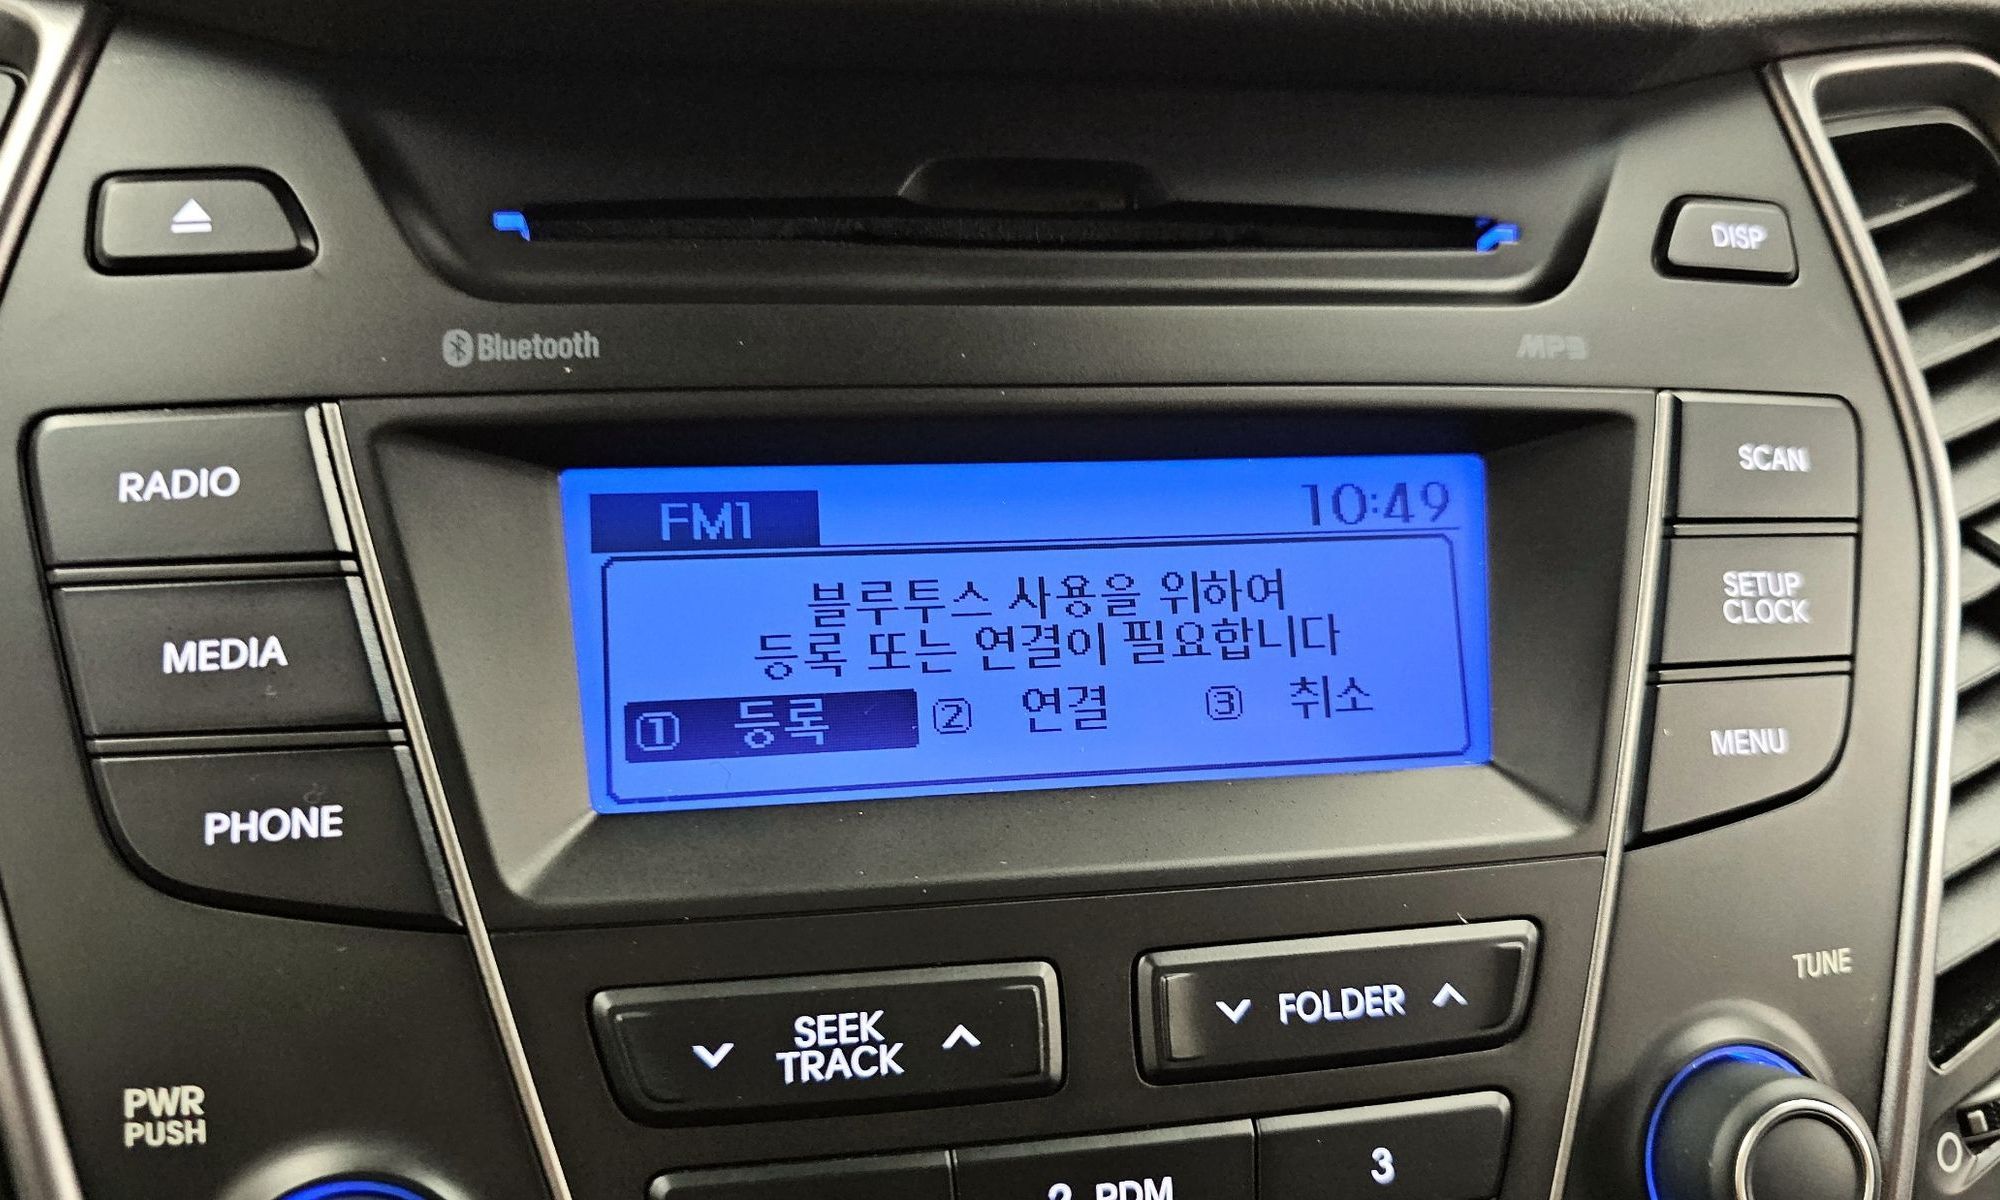 DISP
Bluetooth
MP3
RADIO
MEDIA
PHONE
FM1
10:49
블루투스 사용을 위하여
등록 또는 연결이 필요합니다
1 등록 2 연결 3 취소
SCAN
SETUP
CLOCK
MENU
SEEK
TRACK
FOLDER
TUNE
PWR
PUSH
2 RDM
3